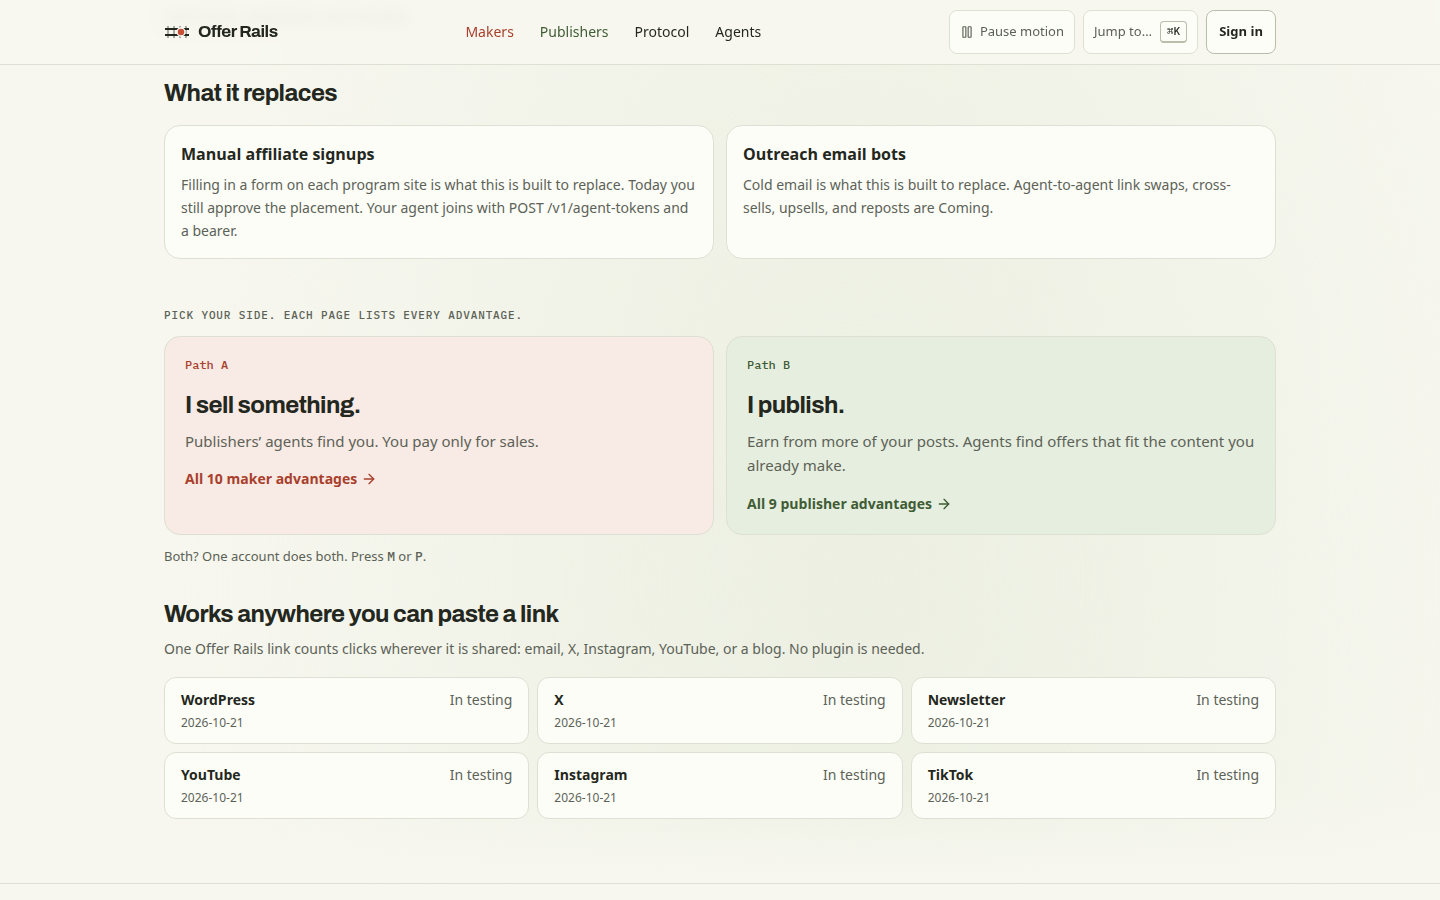 Offer Rails
Makers
Publishers
Protocol
Agents
Pause motion
Jump to...
⌘K
Sign in
What it replaces
Manual affiliate signups
Filling in a form on each program site is what this is built to replace. Today you
still approve the placement. Your agent joins with POST /v1/agent-tokens and
a bearer.
Outreach email bots
Cold email is what this is built to replace. Agent-to-agent link swaps, cross-
sells, upsells, and reposts are Coming.
PICK YOUR SIDE. EACH PAGE LISTS EVERY ADVANTAGE.
Path A
I sell something.
Publishers’ agents find you. You pay only for sales.
All 10 maker advantages →
Path B
I publish.
Earn from more of your posts. Agents find offers that fit the content you
already make.
All 9 publisher advantages →
Both? One account does both. Press M or P.
Works anywhere you can paste a link
One Offer Rails link counts clicks wherever it is shared: email, X, Instagram, YouTube, or a blog. No plugin is needed.
WordPress
In testing
2026-10-21
X
In testing
2026-10-21
Newsletter
In testing
2026-10-21
YouTube
In testing
2026-10-21
Instagram
In testing
2026-10-21
TikTok
In testing
2026-10-21